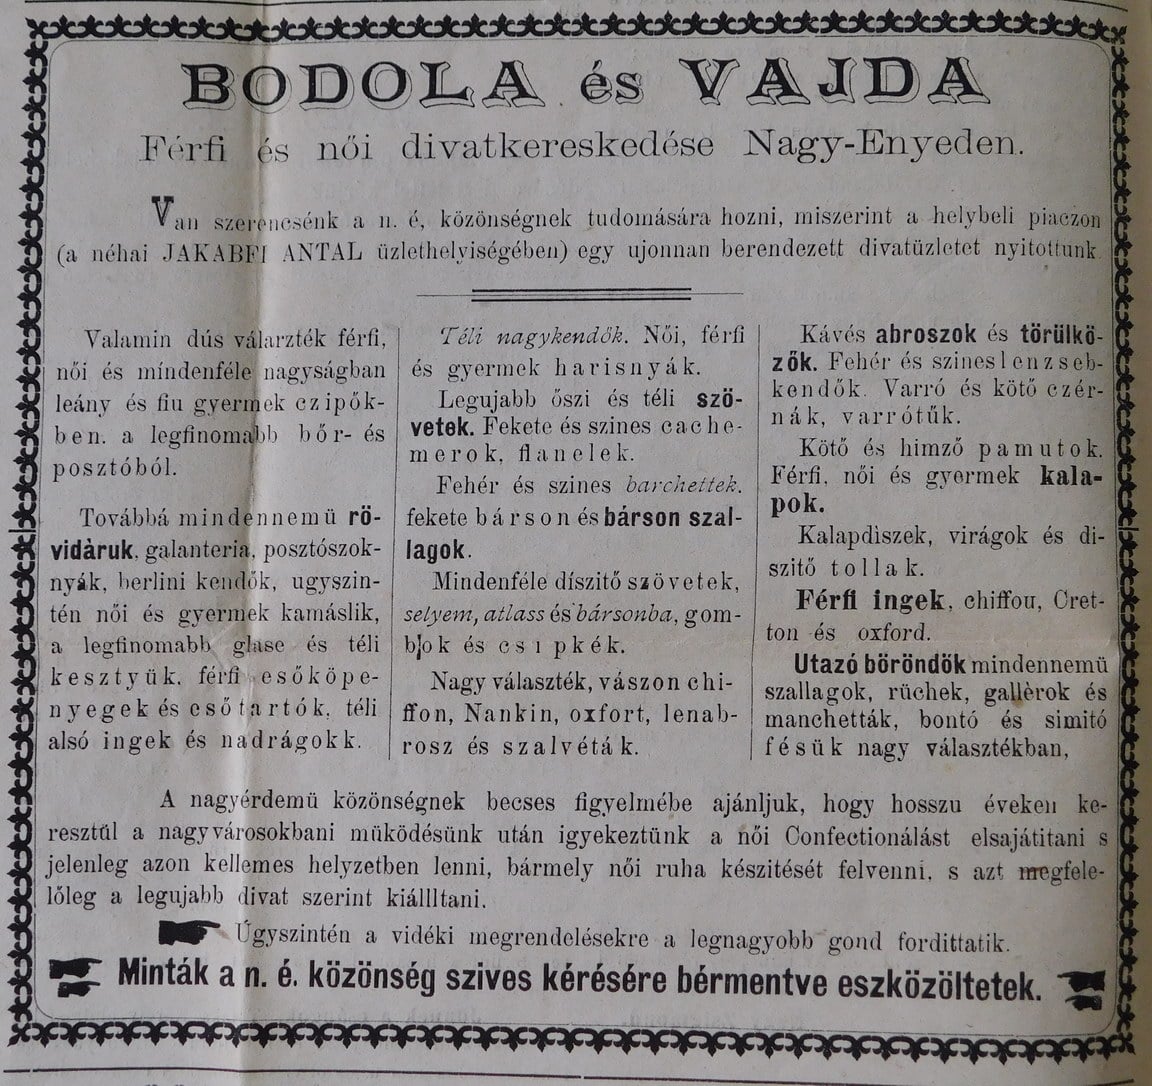 BODOLA és VAJDA
Férfi és női divatkereskedése Nagy-Enyeden.
Van szerencsénk a n. é, közönségnek tudomására hozni, miszerint a helybeli piaczon
(a néhai JAKABFI ANTAL üzlethelyiségében) egy ujonnan berendezett divatüzletet nyitottunk.
Valamin dús válarzték férfi,
női és míndenféle nagyságban
leány és fiu gyermek czipők-
ben. a legfinomabb bőr- és
posztóból.
Továbbá mindennemü rö-
vidàruk, galanteria, posztószok-
nyák, berlini kendők, ugyszin-
tén női és gyermek kamáslik,
a legfinomabb glase és téli
kesztyük, férfi esőköpe-
nyegek és csőtartók, téli
alsó ingek és nadrágokk.
Téli nagykendők. Női, férfi
és gyermek harisnyák.
Legujabb őszi és téli szö-
vetek. Fekete és szines cache-
merok, flanelek.
Fehér és szines barchettek,
fekete bárson és bárson szal-
lagok.
Mindenféle díszitő szövetek,
selyem, atlass és bársonba, gom-
bjok és csipkék.
Nagy választék, vászon chi-
ffon, Nankin, oxfort, lenab-
rosz és szalvéták.
Kávés abroszok és törülkö-
zők. Fehér és szines lenzseb-
kendők. Varró és kötő czér-
nák, varrótűk.
Kötő és himző pamutok.
Férfi, női és gyermek kala-
pok.
Kalapdìszek, virágok és di-
szitő tollak.
Férfi ingek, chiffou, Cret-
ton és oxford.
Utazó böröndök mindennemü
szallagok, rüchek, gallèrok és
manchetták, bontó és simitó
fésük nagy választékban,
A nagyérdemü közönségnek becses figyelmébe ajánljuk, hogy hosszu éveken ke-
resztül a nagyvárosokbani müködésünk után igyekeztünk a női Confectionálást elsajátitani s
jelenleg azon kellemes helyzetben lenni, bármely női ruha készitését felvenni, s azt megfele-
lőleg a legujabb divat szerint kiállltani.
Úgyszintén a vidéki megrendelésekre a legnagyobb gond fordittatik.
Minták a n. é. közönség szives kérésére bérmentve eszközöltetek.